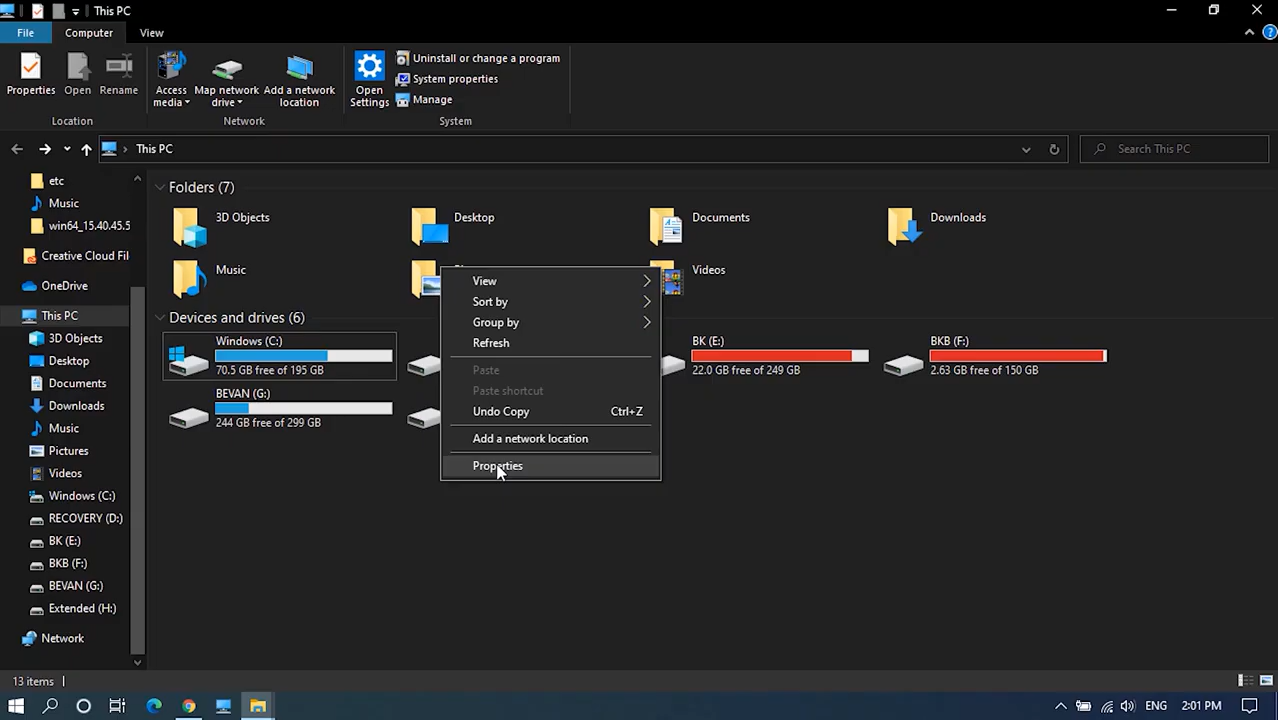 This PC
File
Computer
View
Properties
Open
Rename
Access media
Map network drive
Add a network location
Open Settings
Uninstall or change a program
System properties
Manage
Location
Network
System
This PC
Search This PC
etc
Music
win64_15.40.45.5
Creative Cloud Fil
OneDrive
This PC
3D Objects
Desktop
Documents
Downloads
Music
Pictures
Videos
Windows (C:)
RECOVERY (D:)
BK (E:)
BKB (F:)
BEVAN (G:)
Extended (H:)
Network
Folders (7)
3D Objects
Desktop
Documents
Downloads
Music
Videos
Devices and drives (6)
Windows (C:)
70.5 GB free of 195 GB
BK (E:)
22.0 GB free of 249 GB
BKB (F:)
2.63 GB free of 150 GB
BEVAN (G:)
244 GB free of 299 GB
View
Sort by
Group by
Refresh
Paste
Paste shortcut
Undo Copy Ctrl+Z
Add a network location
Properties
13 items
ENG
2:01 PM